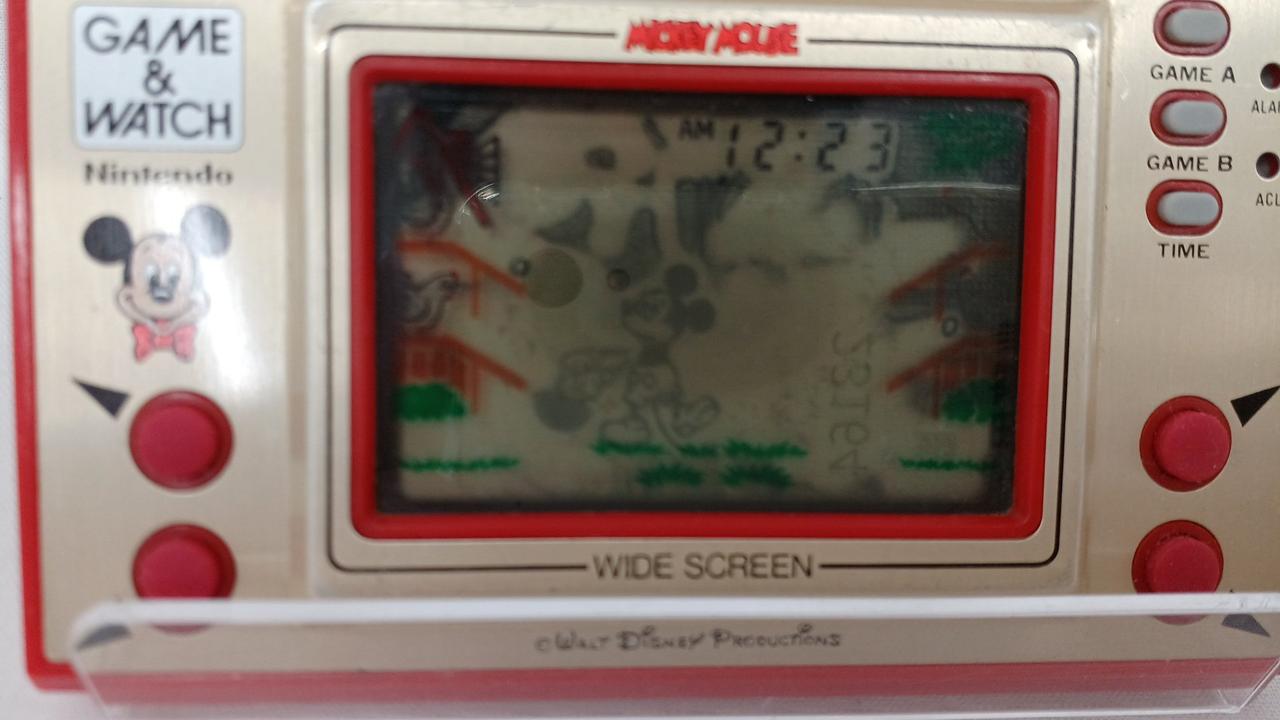 GAME
&
WATCH
Nintendo
MICKEY MOUSE
AM 12:23
GAME A
GAME B
TIME
WIDE SCREEN
©WALT DISNEY PRODUCTIONS